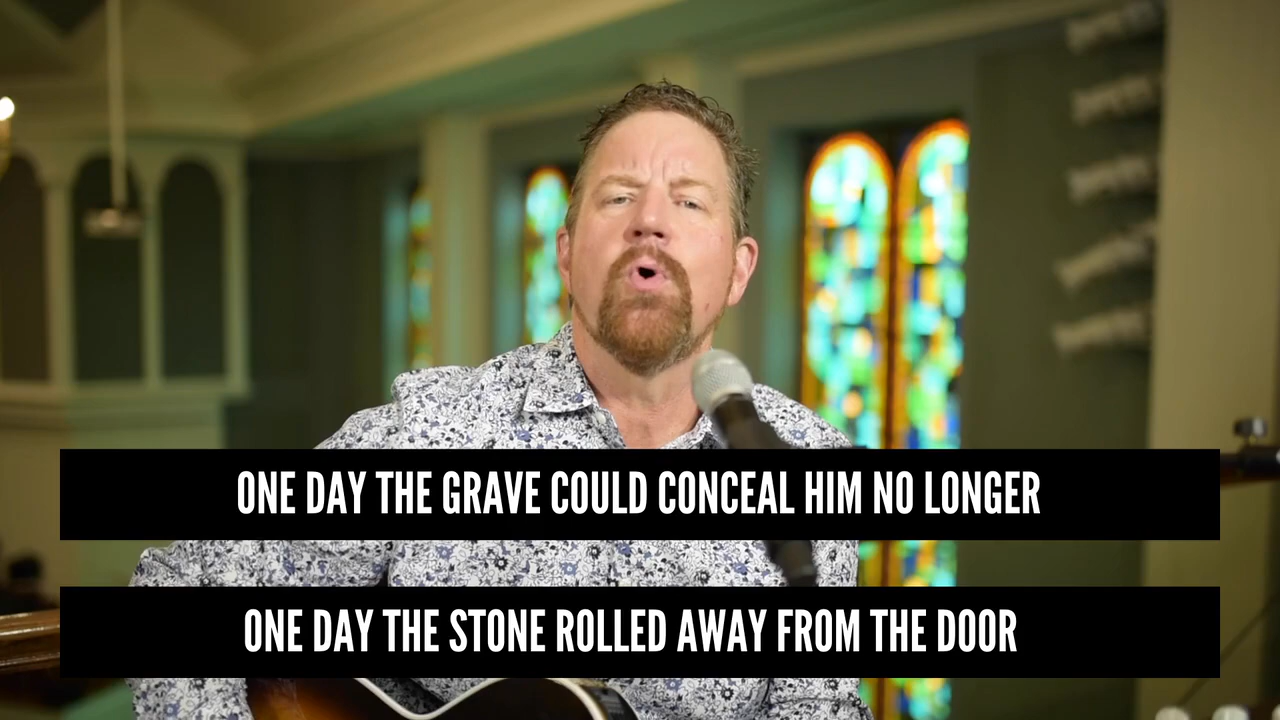 ONE DAY THE GRAVE COULD CONCEAL HIM NO LONGER
ONE DAY THE STONE ROLLED AWAY FROM THE DOOR